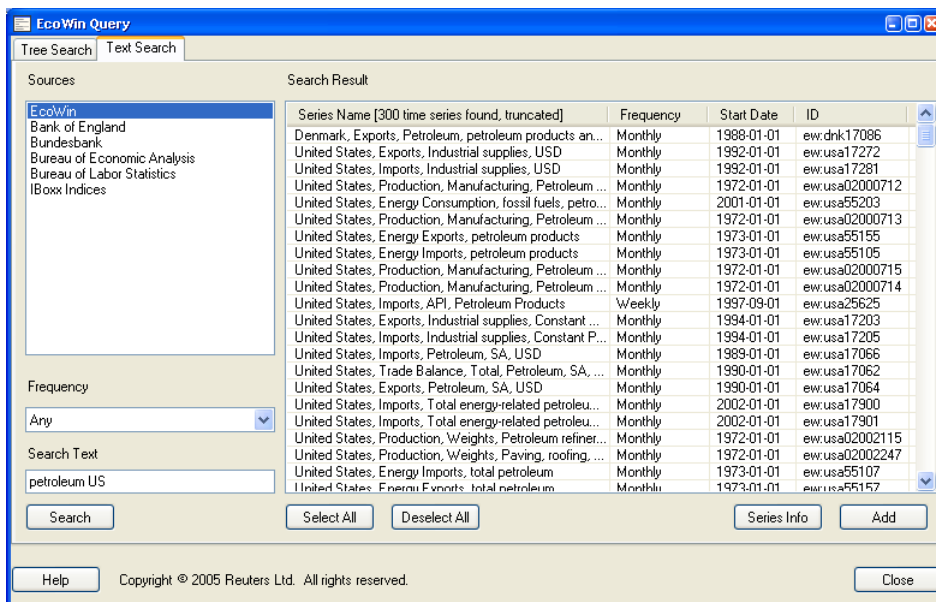 EcoWin Query
Tree Search Text Search
Sources
EcoWin
Bank of England
Bundesbank
Bureau of Economic Analysis
Bureau of Labor Statistics
IBoxx Indices
Frequency
Any
Search Text
petroleum US
Search
Search Result
Series Name [300 time series found, truncated] Frequency Start Date ID
Denmark, Exports, Petroleum, petroleum products an... Monthly 1988-01-01 ew:dnk17086
United States, Exports, Industrial supplies, USD Monthly 1992-01-01 ew:usa17272
United States, Imports, Industrial supplies, USD Monthly 1992-01-01 ew:usa17281
United States, Production, Manufacturing, Petroleum ... Monthly 1972-01-01 ew:usa02000712
United States, Energy Consumption, fossil fuels, petro... Monthly 2001-01-01 ew:usa55203
United States, Production, Manufacturing, Petroleum ... Monthly 1972-01-01 ew:usa02000713
United States, Energy Exports, petroleum products Monthly 1973-01-01 ew:usa55155
United States, Energy Imports, petroleum products Monthly 1973-01-01 ew:usa55105
United States, Production, Manufacturing, Petroleum ... Monthly 1972-01-01 ew:usa02000715
United States, Production, Manufacturing, Petroleum ... Monthly 1972-01-01 ew:usa02000714
United States, Imports, API, Petroleum Products Weekly 1997-09-01 ew:usa25625
United States, Exports, Industrial supplies, Constant ... Monthly 1994-01-01 ew:usa17203
United States, Imports, Industrial supplies, Constant P... Monthly 1994-01-01 ew:usa17205
United States, Imports, Petroleum, SA, USD Monthly 1989-01-01 ew:usa17066
United States, Trade Balance, Total, Petroleum, SA, ... Monthly 1990-01-01 ew:usa17062
United States, Exports, Petroleum, SA, USD Monthly 1990-01-01 ew:usa17064
United States, Imports, Total energy-related petroleu... Monthly 2002-01-01 ew:usa17900
United States, Imports, Total energy-related petroleu... Monthly 2002-01-01 ew:usa17901
United States, Production, Weights, Petroleum refiner... Monthly 1972-01-01 ew:usa02002115
United States, Production, Weights, Paving, roofing, ... Monthly 1972-01-01 ew:usa02002247
United States, Energy Imports, total petroleum Monthly 1973-01-01 ew:usa55107
United States, Energy Exports, total petroleum Monthly 1973-01-01 ew:usa55157
Select All Deselect All Series Info Add
Help Copyright © 2005 Reuters Ltd. All rights reserved. Close